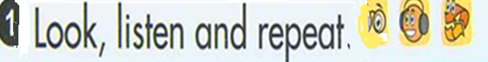 1 Look, listen and repeat.